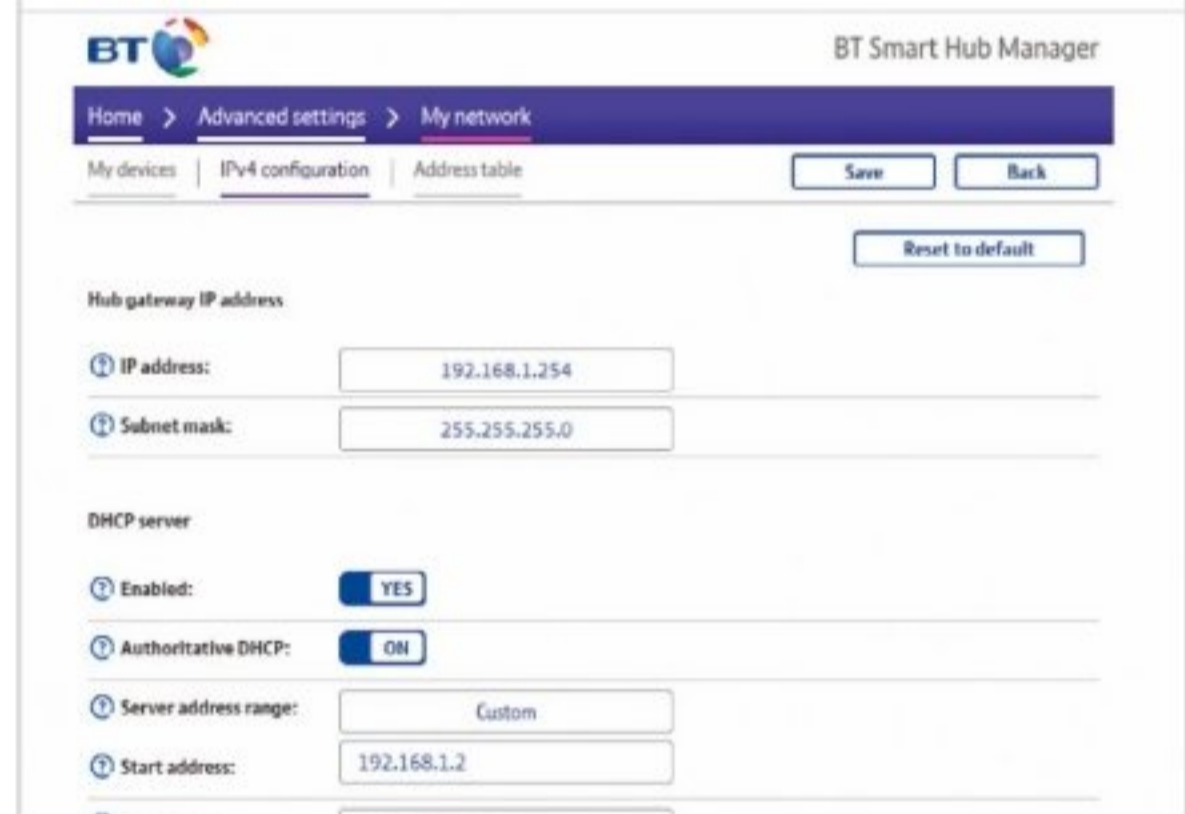 BT
BT Smart Hub Manager
Home > Advanced settings > My network
My devices | IPv4 configuration | Address table
Save
Back
Reset to default
Hub gateway IP address
? IP address: 192.168.1.254
? Subnet mask: 255.255.255.0
DHCP server
? Enabled: YES
? Authoritative DHCP: ON
? Server address range: Custom
? Start address: 192.168.1.2